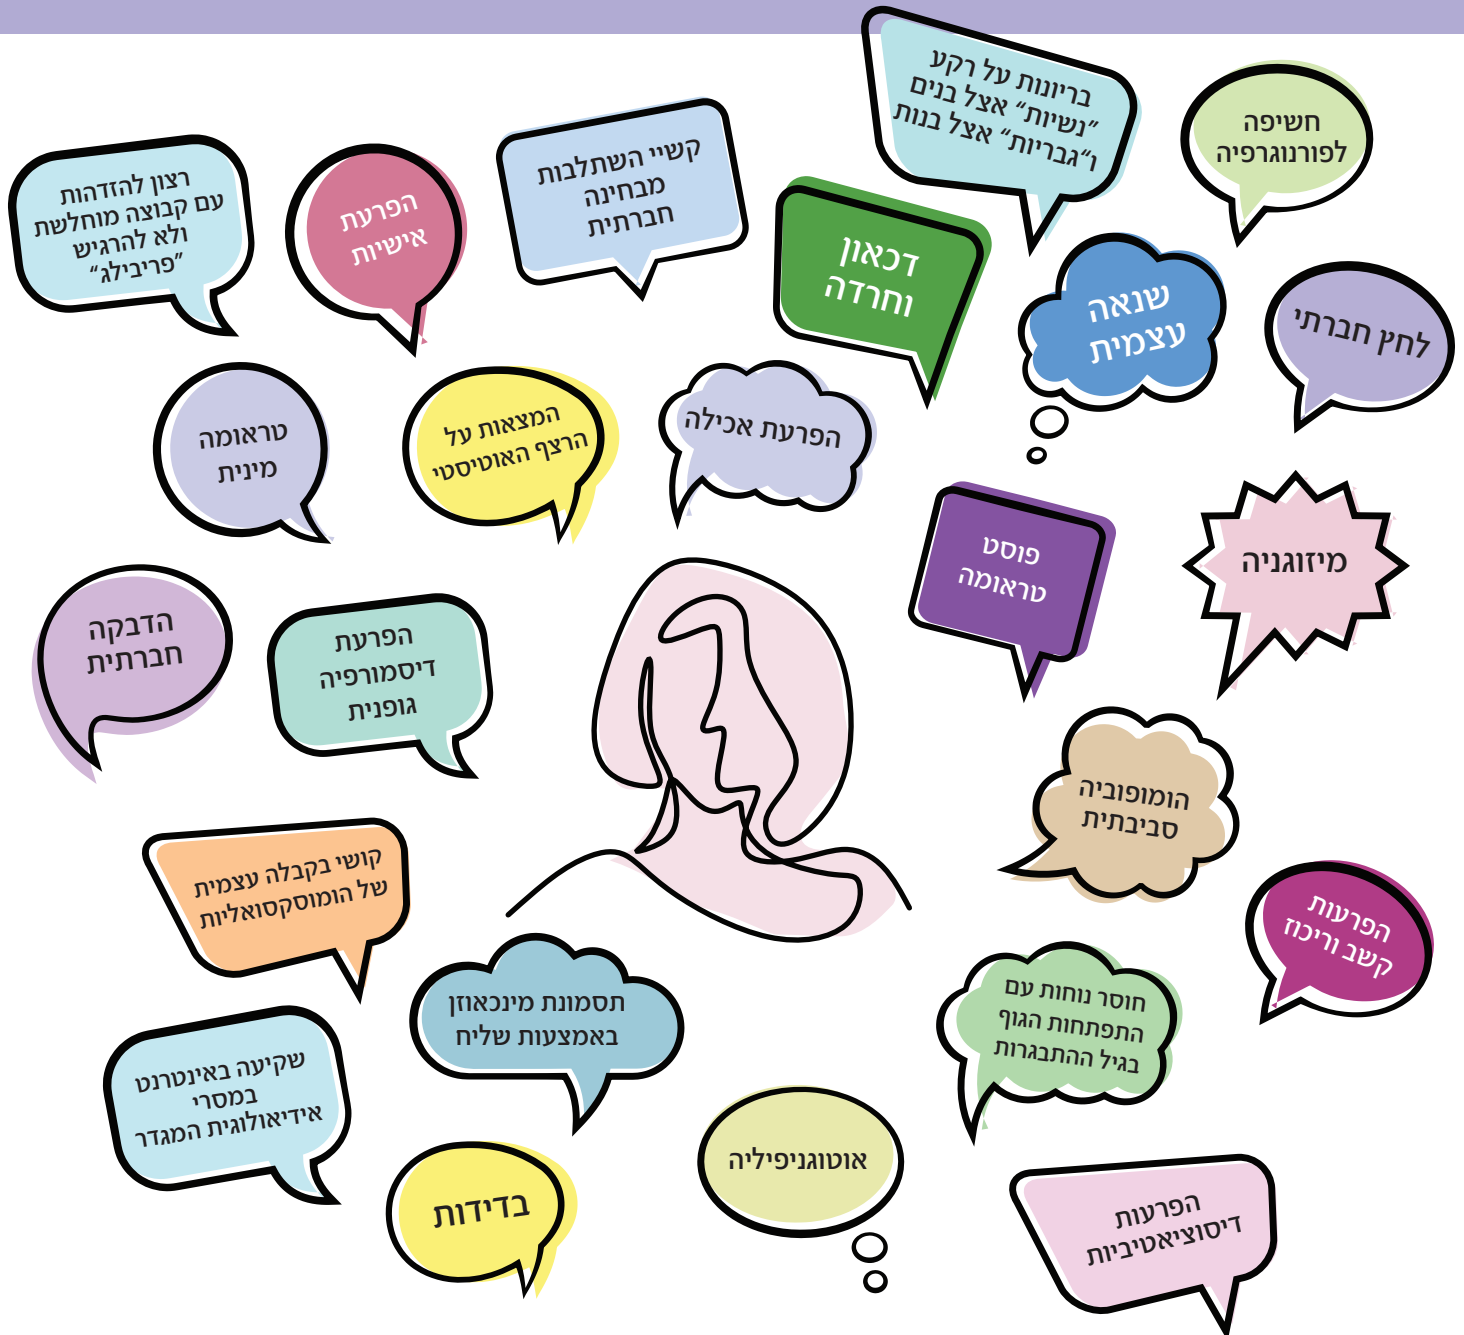 בריונות על רקע
"נשיות" אצל בנים
ו"גבריות" אצל בנות
חשיפה
לפורנוגרפיה
קשיי השתלבות
מבחינה
חברתית
הפרעת
אישיות
רצון להזדהות
עם קבוצה מוחלשת
ולא להרגיש
"פריבילג"
לחץ חברתי
שנאה
עצמית
דכאון
וחרדה
הפרעת אכילה
המצאות על
הרצף האוטיסטי
טראומה
מינית
מיזוגניה
פוסט
טראומה
הפרעת
דיסמורפיה
גופנית
הדבקה
חברתית
הומופוביה
סביבתית
קושי בקבלה עצמית
של הומוסקסואליות
הפרעות
קשב וריכוז
חוסר נוחות עם
התפתחות הגוף
בגיל ההתבגרות
תסמונת מינכאוזן
באמצעות שליח
שקיעה באינטרנט
במסרי
אידיאולוגית המגדר
אוטוגניפיליה
בדידות
הפרעות
דיסוציאטיביות